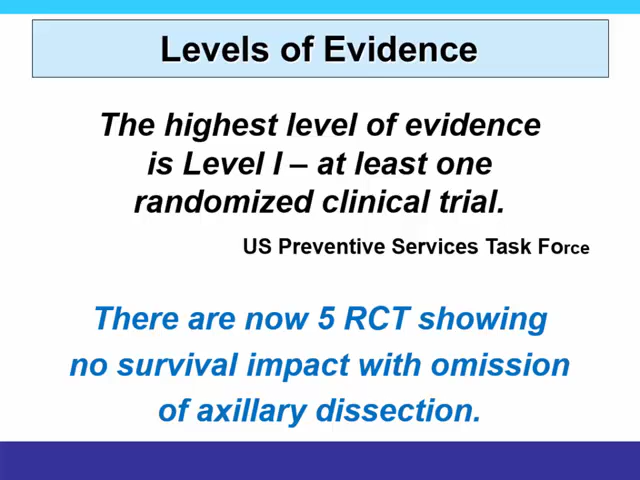 Levels of Evidence
The highest level of evidence
is Level I – at least one
randomized clinical trial.
US Preventive Services Task Force
There are now 5 RCT showing
no survival impact with omission
of axillary dissection.